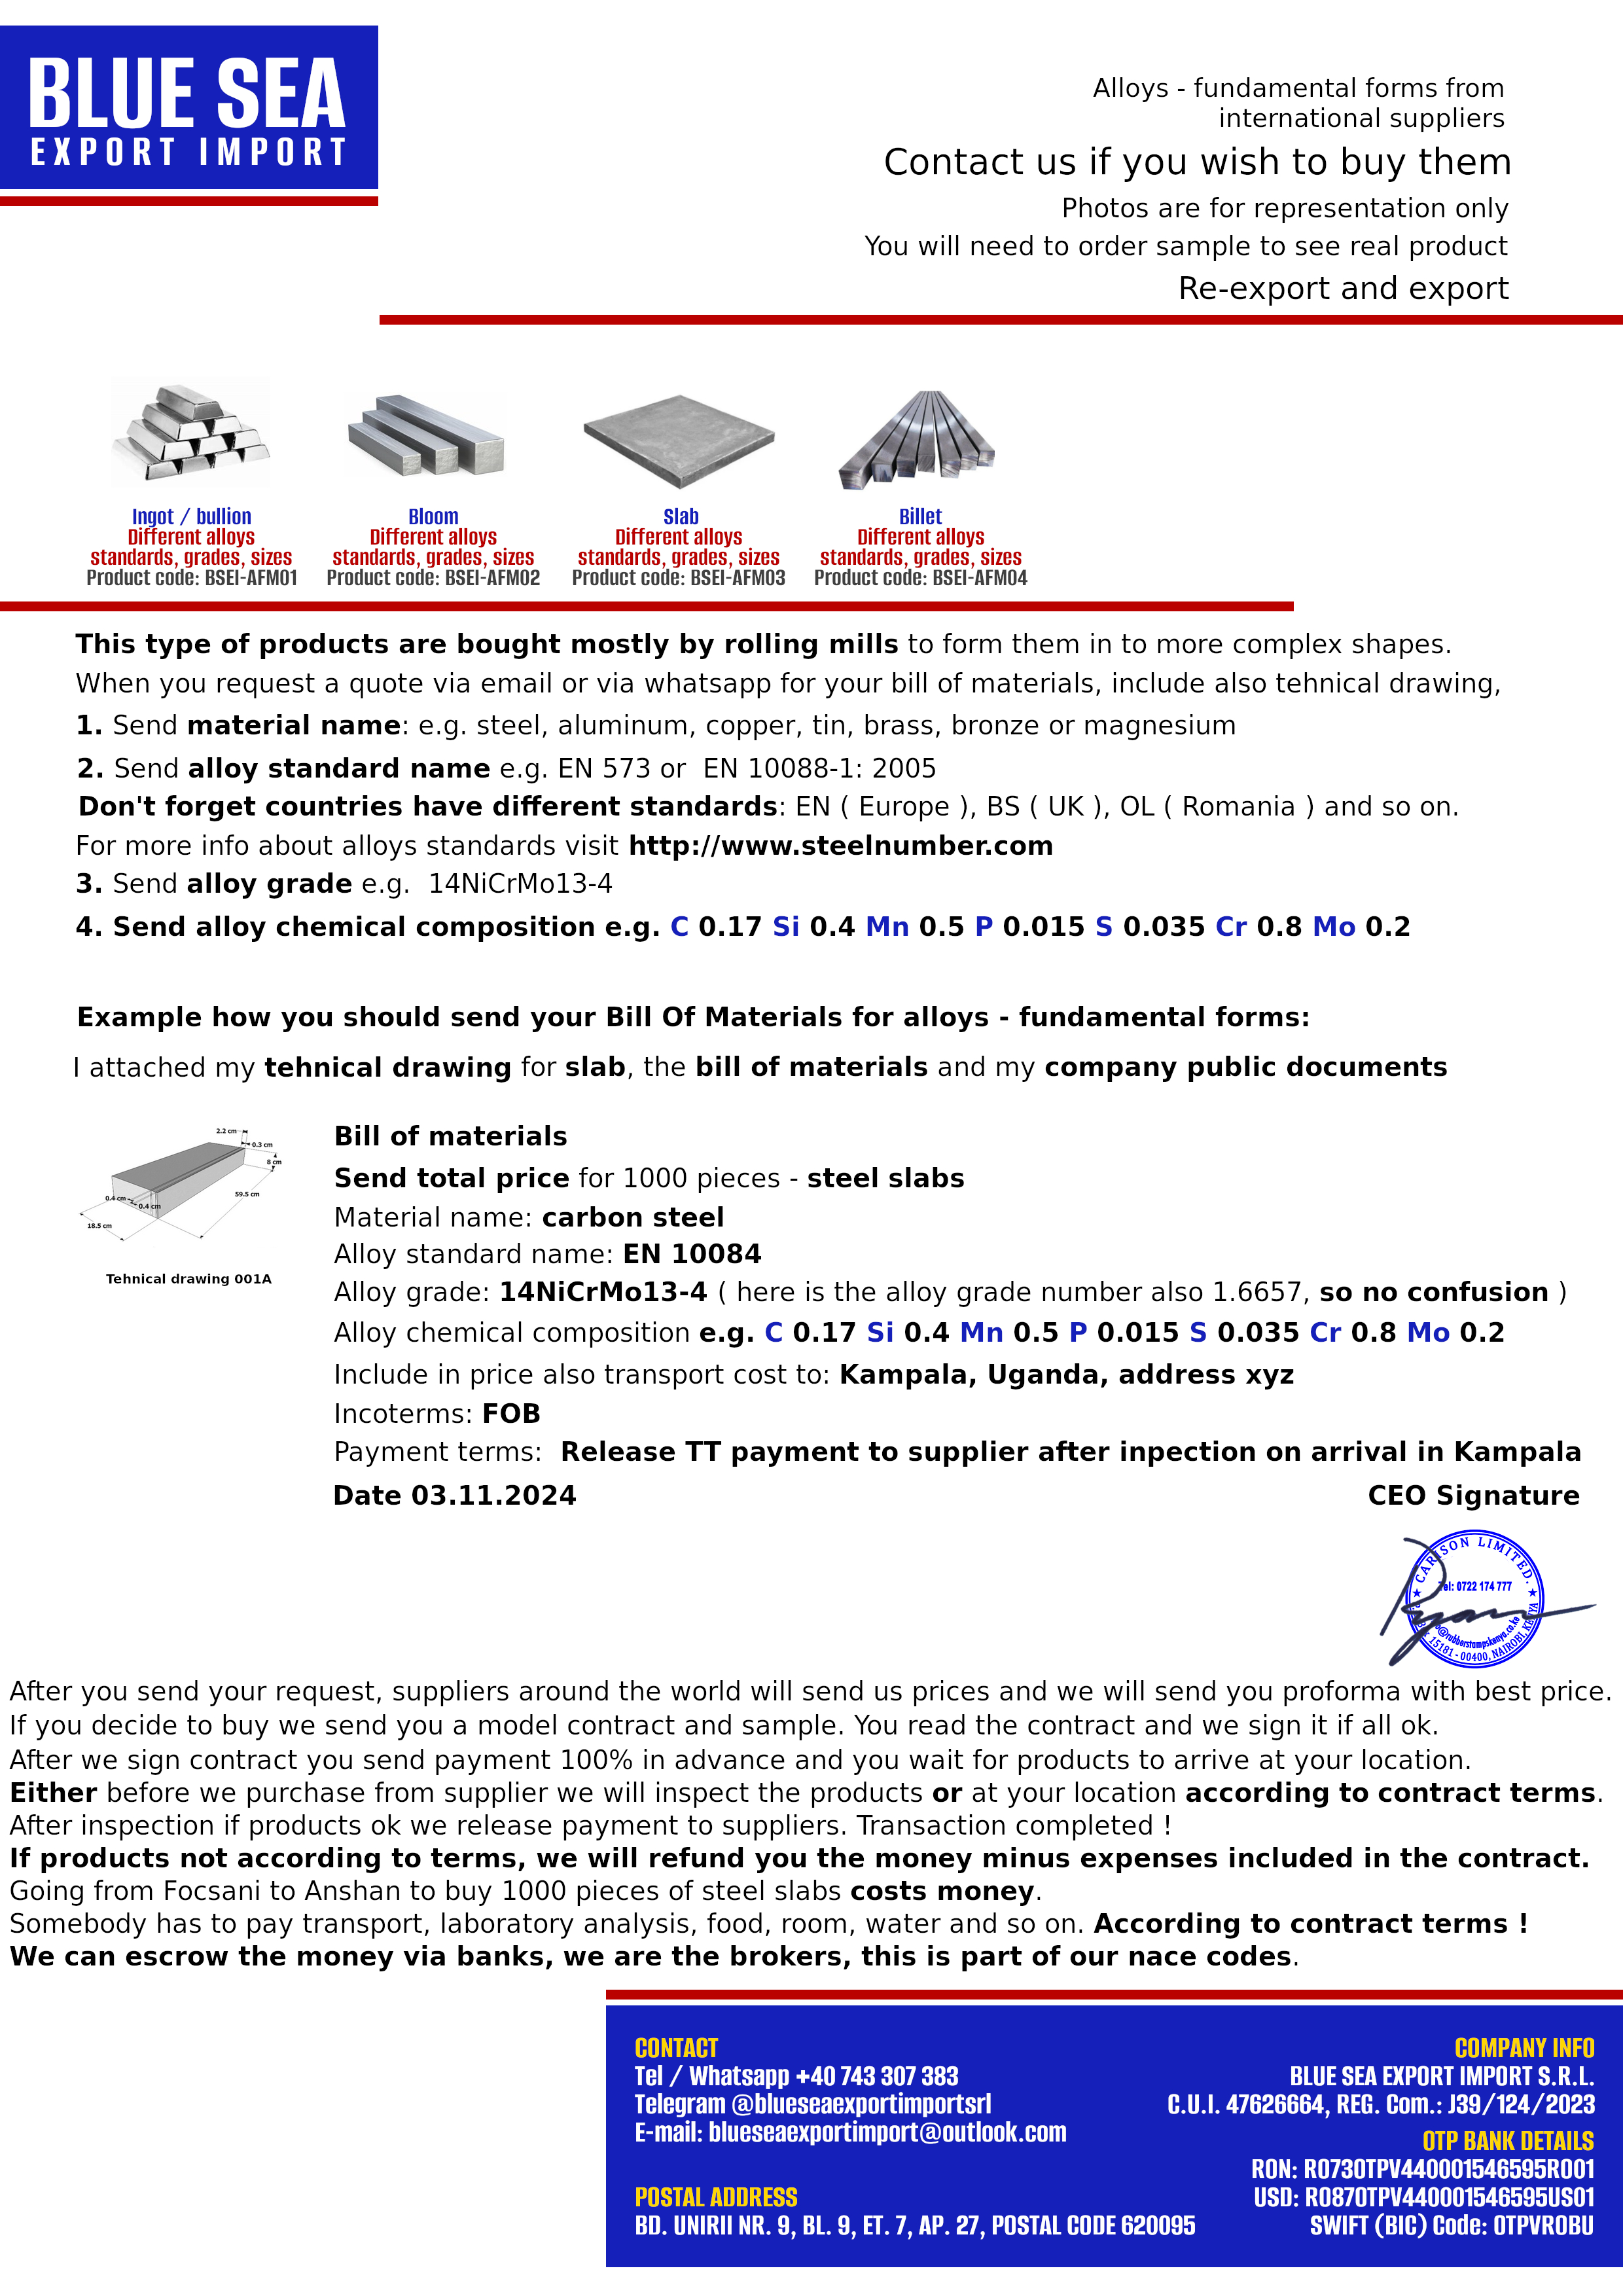 BLUE SEA
EXPORT IMPORT
Alloys - fundamental forms from
international suppliers
Contact us if you wish to buy them
Photos are for representation only
You will need to order sample to see real product
Re-export and export
Ingot / bullion
Different alloys
standards, grades, sizes
Product code: BSEI-AFM01
Bloom
Different alloys
standards, grades, sizes
Product code: BSEI-AFM02
Slab
Different alloys
standards, grades, sizes
Product code: BSEI-AFM03
Billet
Different alloys
standards, grades, sizes
Product code: BSEI-AFM04
This type of products are bought mostly by rolling mills to form them in to more complex shapes.
When you request a quote via email or via whatsapp for your bill of materials, include also tehnical drawing,
1. Send material name: e.g. steel, aluminum, copper, tin, brass, bronze or magnesium
2. Send alloy standard name e.g. EN 573 or EN 10088-1: 2005
Don't forget countries have different standards: EN ( Europe ), BS ( UK ), OL ( Romania ) and so on.
For more info about alloys standards visit http://www.steelnumber.com
3. Send alloy grade e.g. 14NiCrMo13-4
4. Send alloy chemical composition e.g. C 0.17 Si 0.4 Mn 0.5 P 0.015 S 0.035 Cr 0.8 Mo 0.2
Example how you should send your Bill Of Materials for alloys - fundamental forms:
I attached my tehnical drawing for slab, the bill of materials and my company public documents
2.2 cm
0.3 cm
8 cm
59.5 cm
0.4 cm
0.4 cm
18.5 cm
Tehnical drawing 001A
Bill of materials
Send total price for 1000 pieces - steel slabs
Material name: carbon steel
Alloy standard name: EN 10084
Alloy grade: 14NiCrMo13-4 ( here is the alloy grade number also 1.6657, so no confusion )
Alloy chemical composition e.g. C 0.17 Si 0.4 Mn 0.5 P 0.015 S 0.035 Cr 0.8 Mo 0.2
Include in price also transport cost to: Kampala, Uganda, address xyz
Incoterms: FOB
Payment terms: Release TT payment to supplier after inpection on arrival in Kampala
Date 03.11.2024
CEO Signature
LIMITED.
Tel: 0722 174 777
@rubberstampskenya.co.ke
15181 - 00400, NAIROBI, KENYA
Ryan
After you send your request, suppliers around the world will send us prices and we will send you proforma with best price.
If you decide to buy we send you a model contract and sample. You read the contract and we sign it if all ok.
After we sign contract you send payment 100% in advance and you wait for products to arrive at your location.
Either before we purchase from supplier we will inspect the products or at your location according to contract terms.
After inspection if products ok we release payment to suppliers. Transaction completed !
If products not according to terms, we will refund you the money minus expenses included in the contract.
Going from Focsani to Anshan to buy 1000 pieces of steel slabs costs money.
Somebody has to pay transport, laboratory analysis, food, room, water and so on. According to contract terms !
We can escrow the money via banks, we are the brokers, this is part of our nace codes.
CONTACT
Tel / Whatsapp +40 743 307 383
Telegram @blueseaexportimportsrl
E-mail: blueseaexportimport@outlook.com
POSTAL ADDRESS
BD. UNIRII NR. 9, BL. 9, ET. 7, AP. 27, POSTAL CODE 620095
COMPANY INFO
BLUE SEA EXPORT IMPORT S.R.L.
C.U.I. 47626664, REG. Com.: J39/124/2023
OTP BANK DETAILS
RON: RO73OTPV440001546595RO01
USD: RO87OTPV440001546595US01
SWIFT (BIC) Code: OTPVROBU